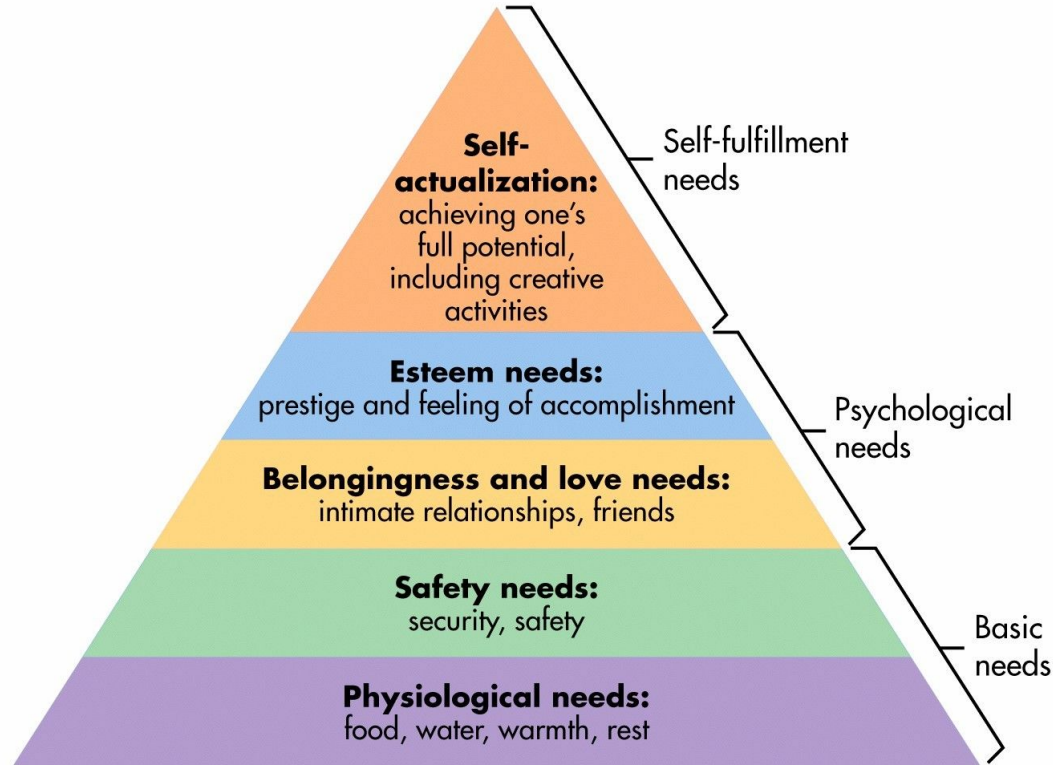 Self-
actualization:
achieving one's
full potential,
including creative
activities
Self-fulfillment
needs
Esteem needs:
prestige and feeling of accomplishment
Psychological
needs
Belongingness and love needs:
intimate relationships, friends
Safety needs:
security, safety
Basic
needs
Physiological needs:
food, water, warmth, rest